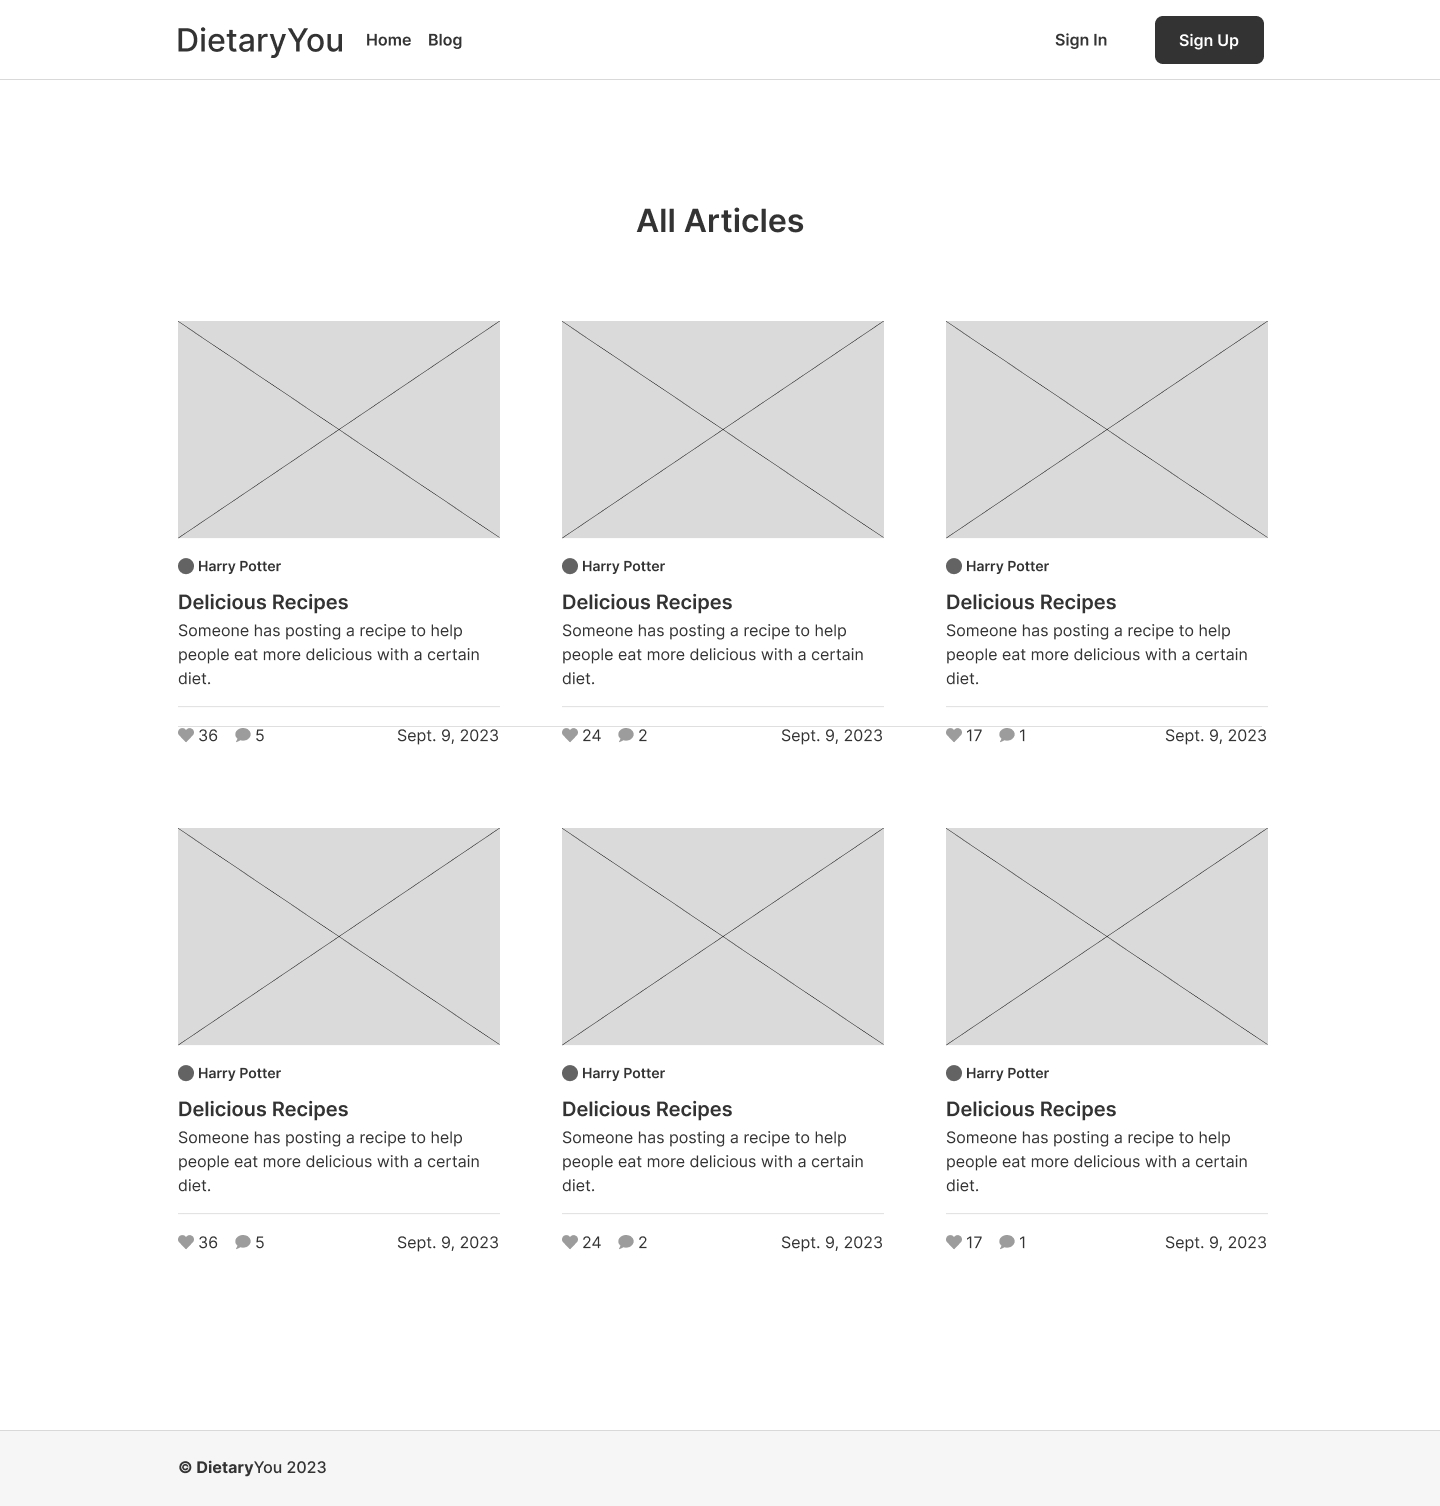 DietaryYou Home Blog Sign In Sign Up
All Articles
Harry Potter
Delicious Recipes
Someone has posting a recipe to help
people eat more delicious with a certain
diet.
36 5 Sept. 9, 2023
Harry Potter
Delicious Recipes
Someone has posting a recipe to help
people eat more delicious with a certain
diet.
24 2 Sept. 9, 2023
Harry Potter
Delicious Recipes
Someone has posting a recipe to help
people eat more delicious with a certain
diet.
17 1 Sept. 9, 2023
Harry Potter
Delicious Recipes
Someone has posting a recipe to help
people eat more delicious with a certain
diet.
36 5 Sept. 9, 2023
Harry Potter
Delicious Recipes
Someone has posting a recipe to help
people eat more delicious with a certain
diet.
24 2 Sept. 9, 2023
Harry Potter
Delicious Recipes
Someone has posting a recipe to help
people eat more delicious with a certain
diet.
17 1 Sept. 9, 2023
© DietaryYou 2023